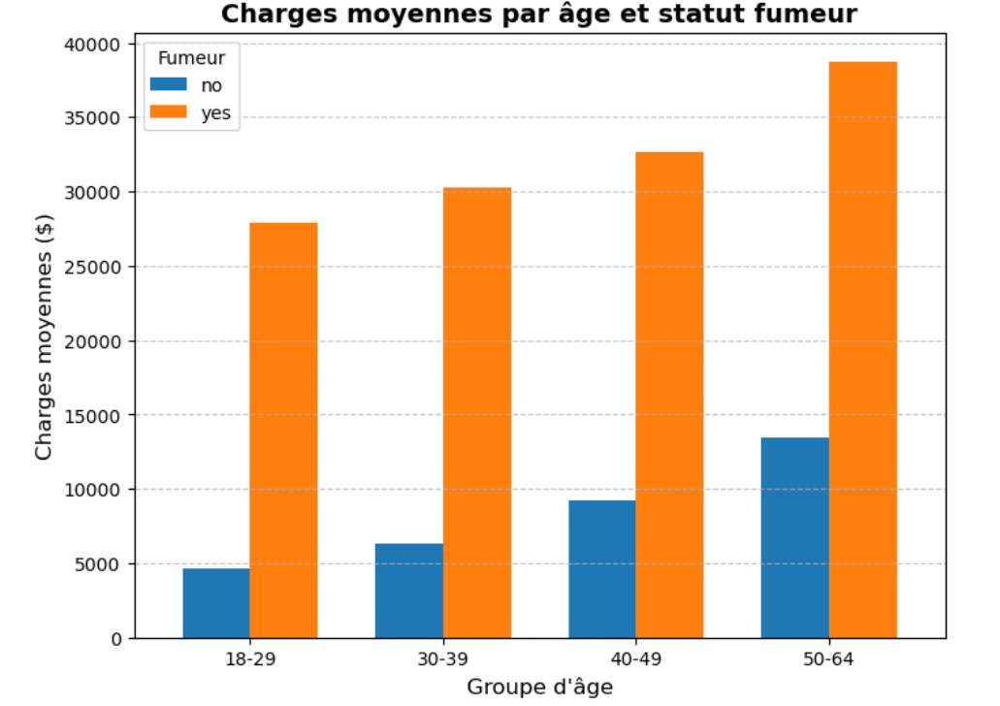 Charges moyennes par âge et statut fumeur
Charges moyennes ($)
40000
35000
30000
25000
20000
15000
10000
5000
0
Fumeur
no
yes
18-29 30-39 40-49 50-64
Groupe d'âge